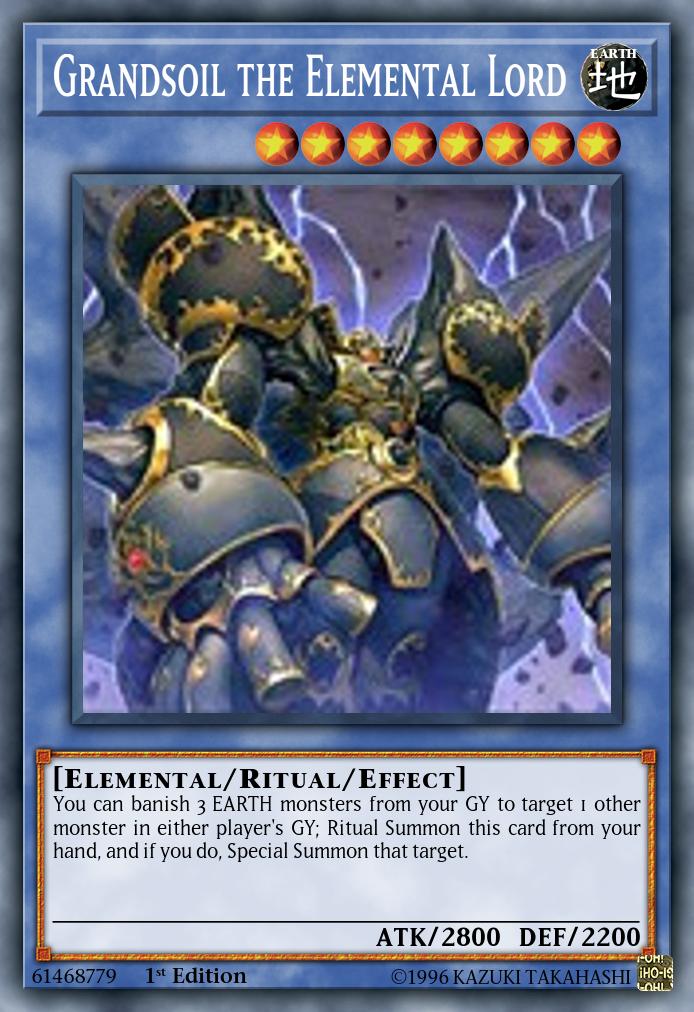 GRANDSOIL THE ELEMENTAL LORD
EARTH
地
[ELEMENTAL/RITUAL/EFFECT]
You can banish 3 EARTH monsters from your GY to target 1 other
monster in either player's GY; Ritual Summon this card from your
hand, and if you do, Special Summon that target.
ATK/2800 DEF/2200
61468779 1st Edition ©1996 KAZUKI TAKAHASHI